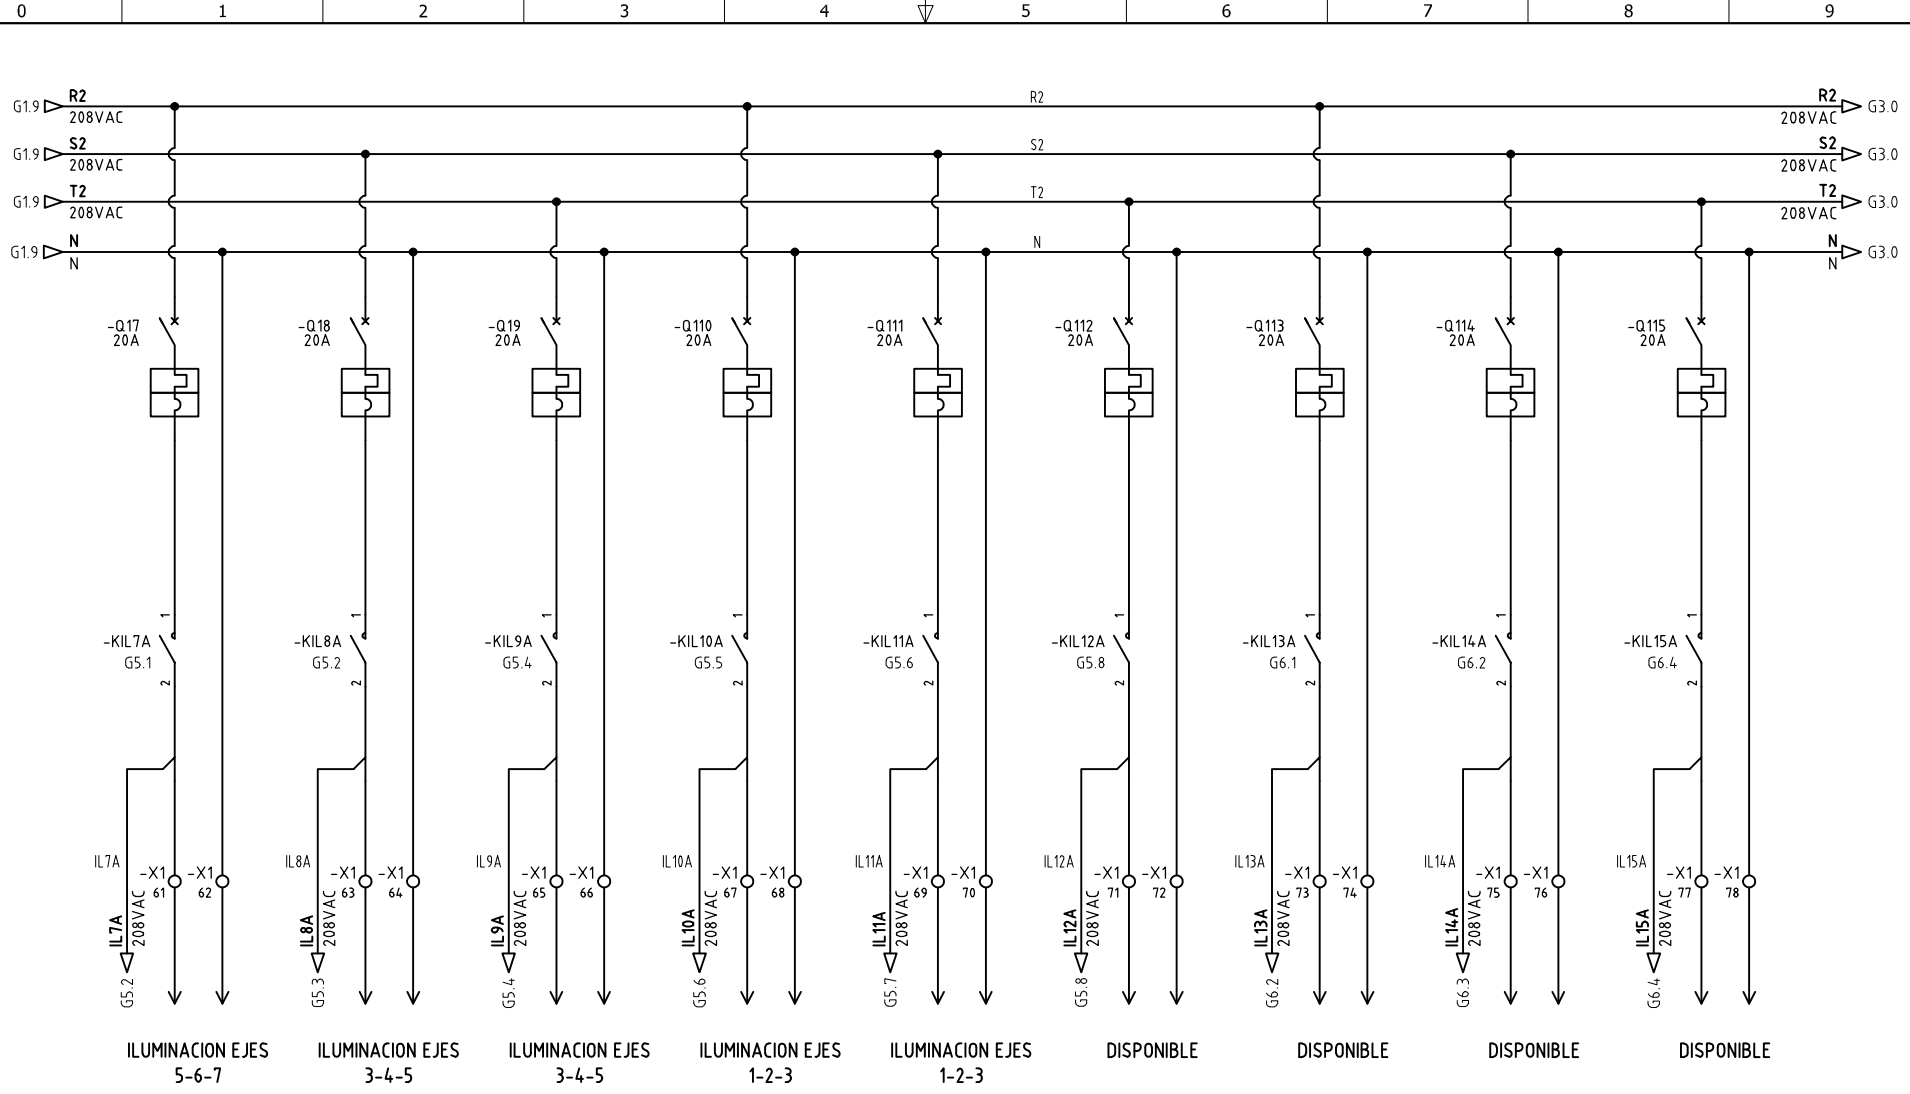 0 1 2 3 4 5 6 7 8 9
G1.9 R2 R2 R2 G3.0
208VAC 208VAC
G1.9 S2 S2 S2 G3.0
208VAC 208VAC
G1.9 T2 T2 T2 G3.0
208VAC 208VAC
G1.9 N N N G3.0
N N
-Q17 -Q18 -Q19 -Q110 -Q111 -Q112 -Q113 -Q114 -Q115
20A 20A 20A 20A 20A 20A 20A 20A 20A
1 1 1 1 1 1 1 1 1
-KIL7A -KIL8A -KIL9A -KIL10A -KIL11A -KIL12A -KIL13A -KIL14A -KIL15A
G5.1 G5.2 G5.4 G5.5 G5.6 G5.8 G6.1 G6.2 G6.4
2 2 2 2 2 2 2 2 2
IL7A IL8A IL9A IL10A IL11A IL12A IL13A IL14A IL15A
-X1 -X1 -X1 -X1 -X1 -X1 -X1 -X1 -X1 -X1 -X1 -X1 -X1 -X1 -X1 -X1 -X1 -X1
61 62 63 64 65 66 67 68 69 70 71 72 73 74 75 76 77 78
IL7A IL8A IL9A IL10A IL11A IL12A IL13A IL14A IL15A
208VAC 208VAC 208VAC 208VAC 208VAC 208VAC 208VAC 208VAC 208VAC
G5.2 G5.3 G5.4 G5.6 G5.7 G5.8 G6.2 G6.3 G6.4
ILUMINACION EJES ILUMINACION EJES ILUMINACION EJES ILUMINACION EJES ILUMINACION EJES DISPONIBLE DISPONIBLE DISPONIBLE DISPONIBLE
5-6-7 3-4-5 3-4-5 1-2-3 1-2-3